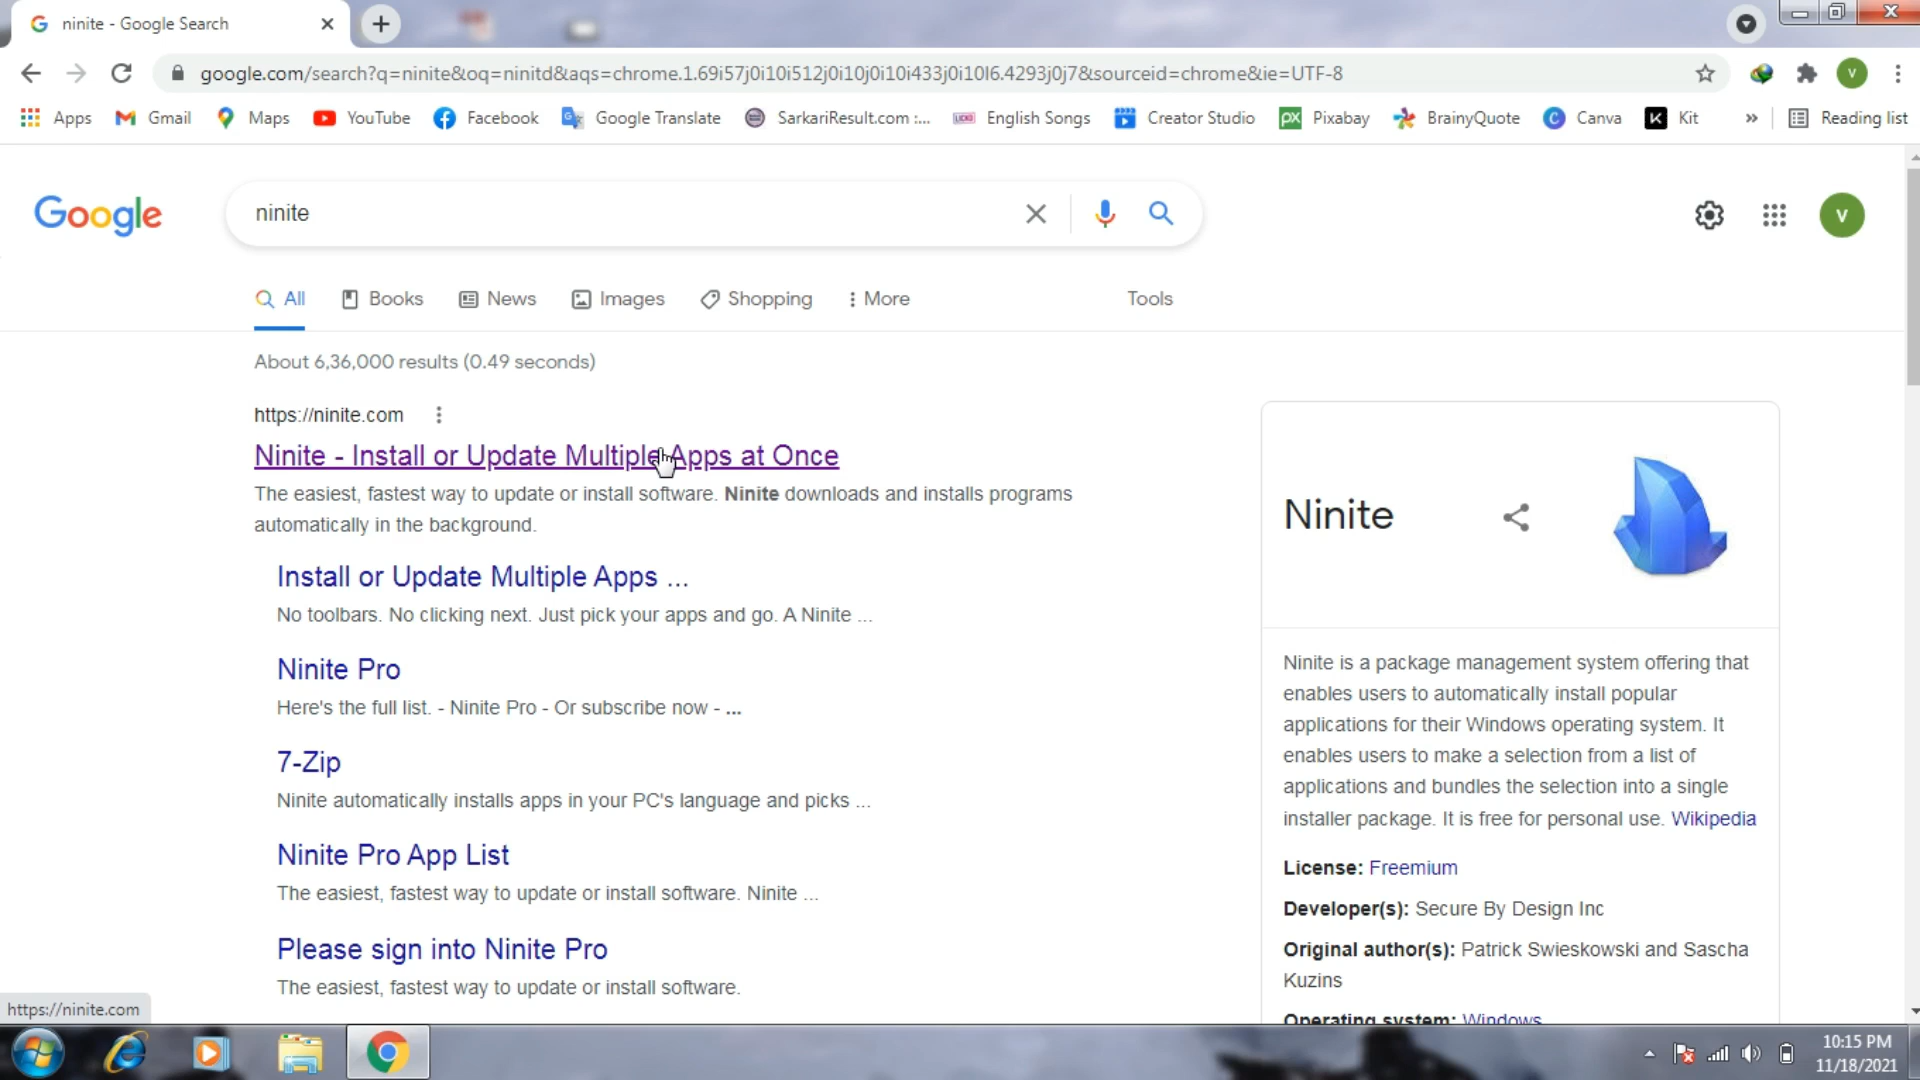 ninite - Google Search
google.com/search?q=ninite&oq=ninitd&aqs=chrome.1.69i57j0i10i512j0i10j0i10i433j0i10l6.4293j0j7&sourceid=chrome&ie=UTF-8
V
Apps
Gmail
Maps
YouTube
Facebook
Google Translate
SarkariResult.com :...
English Songs
Creator Studio
Pixabay
BrainyQuote
Canva
Kit
»
Reading list
Google
ninite
V
All
Books
News
Images
Shopping
More
Tools
About 6,36,000 results (0.49 seconds)
https://ninite.com
Ninite - Install or Update Multiple Apps at Once
The easiest, fastest way to update or install software. Ninite downloads and installs programs
automatically in the background.
Install or Update Multiple Apps ...
No toolbars. No clicking next. Just pick your apps and go. A Ninite ...
Ninite Pro
Here's the full list. - Ninite Pro - Or subscribe now - ...
7-Zip
Ninite automatically installs apps in your PC's language and picks ...
Ninite Pro App List
The easiest, fastest way to update or install software. Ninite ...
Please sign into Ninite Pro
The easiest, fastest way to update or install software.
Ninite
Ninite is a package management system offering that
enables users to automatically install popular
applications for their Windows operating system. It
enables users to make a selection from a list of
applications and bundles the selection into a single
installer package. It is free for personal use. Wikipedia
License: Freemium
Developer(s): Secure By Design Inc
Original author(s): Patrick Swieskowski and Sascha
Kuzins
Operating system: Windows
https://ninite.com
10:15 PM
11/18/2021